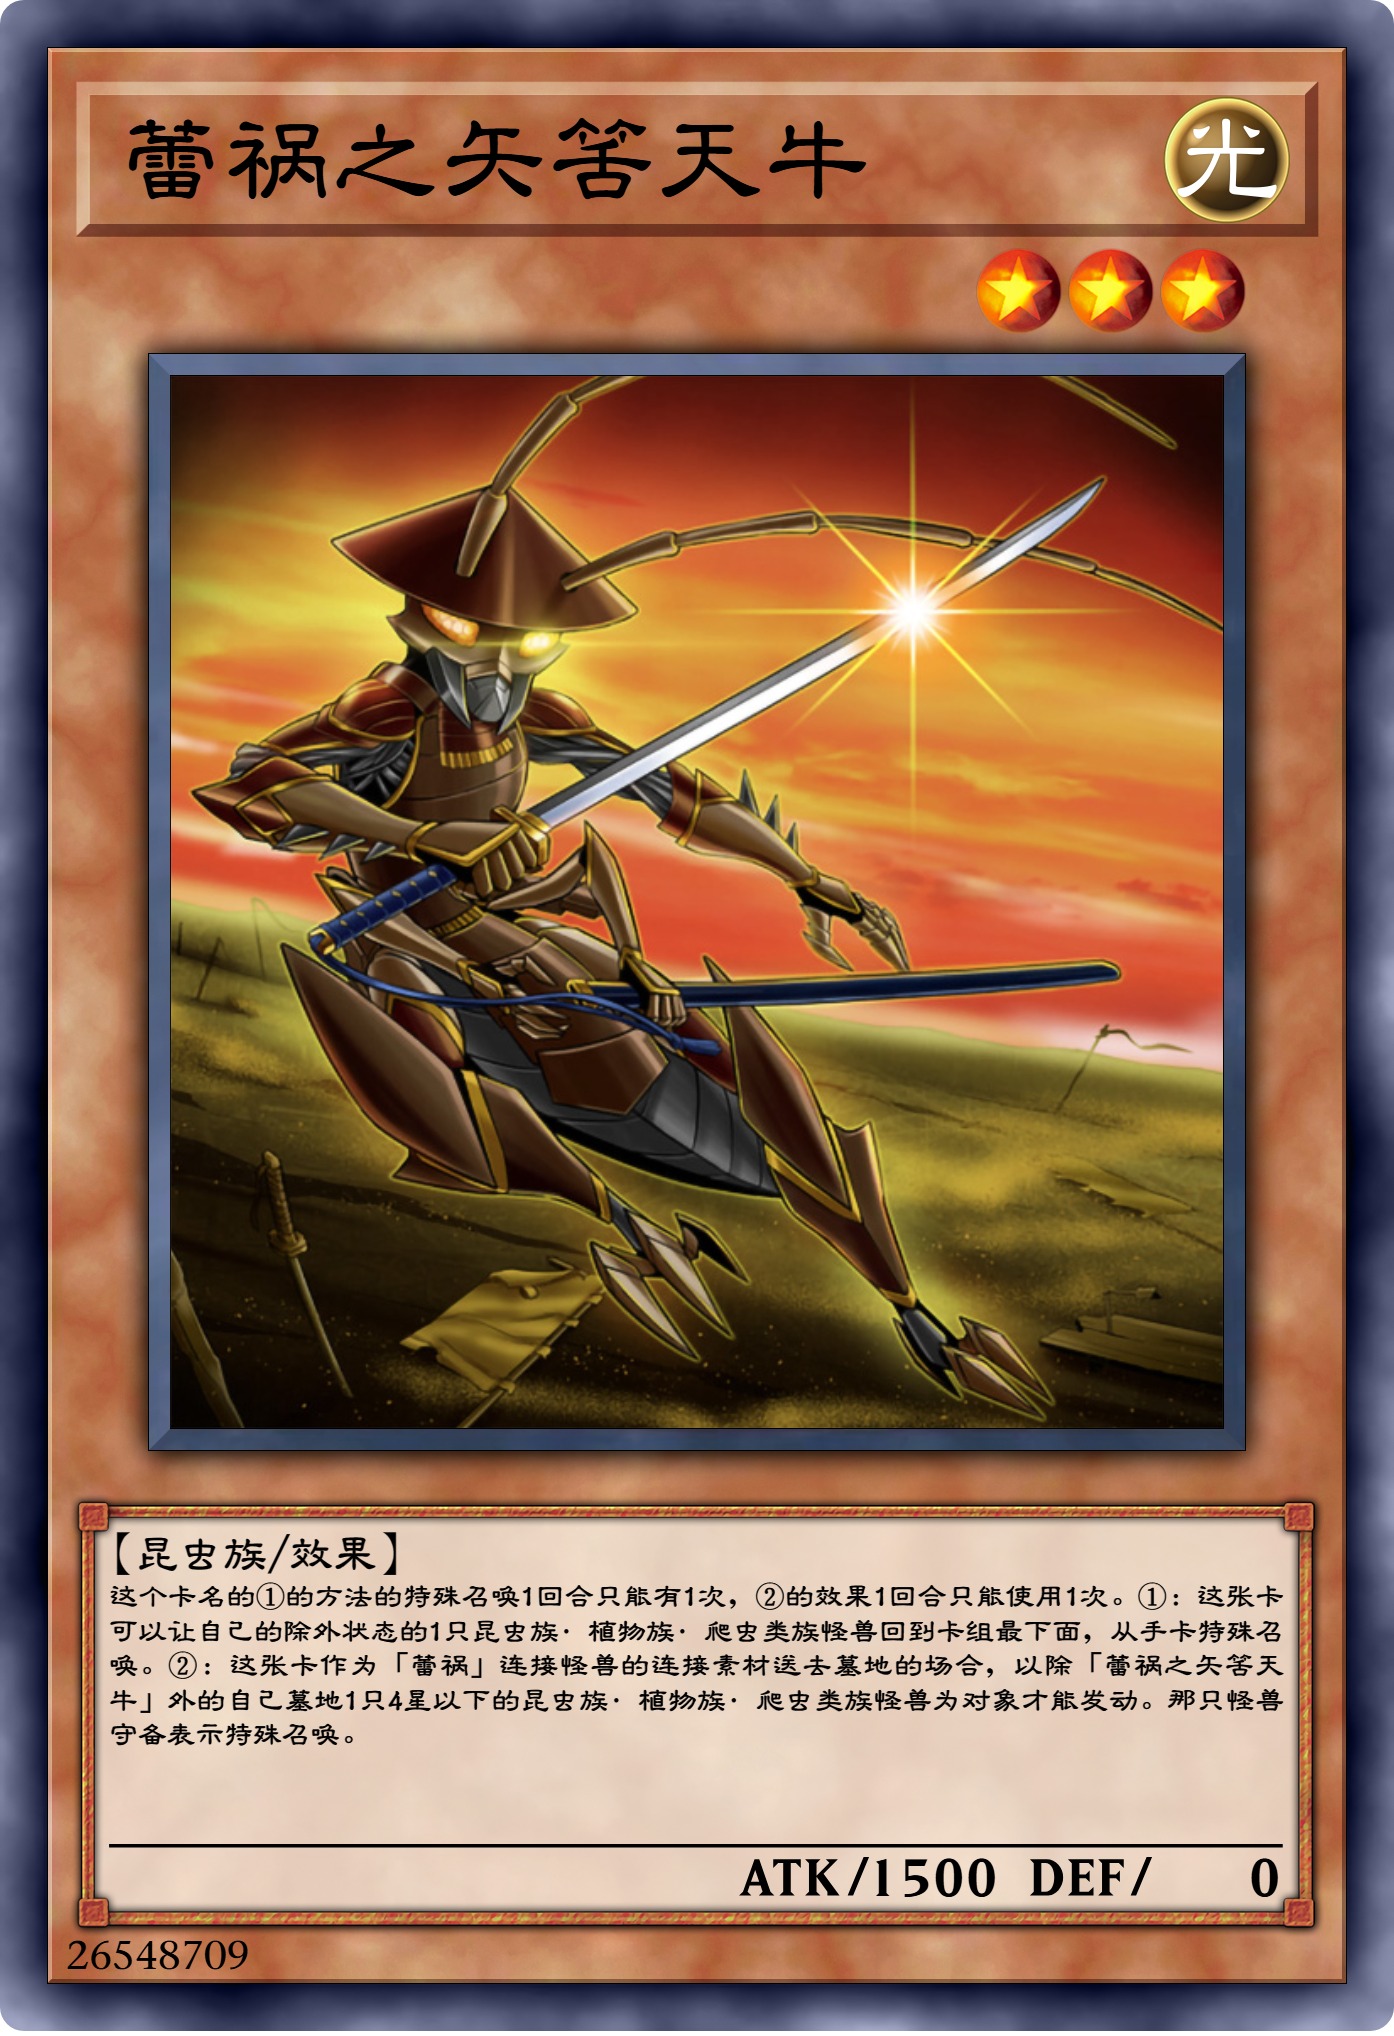 蕾祸之矢筈天牛
光
【昆虫族/效果】
这个卡名的①的方法的特殊召唤1回合只能有1次，②的效果1回合只能使用1次。①：这张卡
可以让自己的除外状态的1只昆虫族·植物族·爬虫类族怪兽回到卡组最下面，从手卡特殊召
唤。②：这张卡作为「蕾祸」连接怪兽的连接素材送去墓地的场合，以除「蕾祸之矢筈天
牛」外的自己墓地1只4星以下的昆虫族·植物族·爬虫类族怪兽为对象才能发动。那只怪兽
守备表示特殊召唤。
ATK/1500 DEF/ 0
26548709